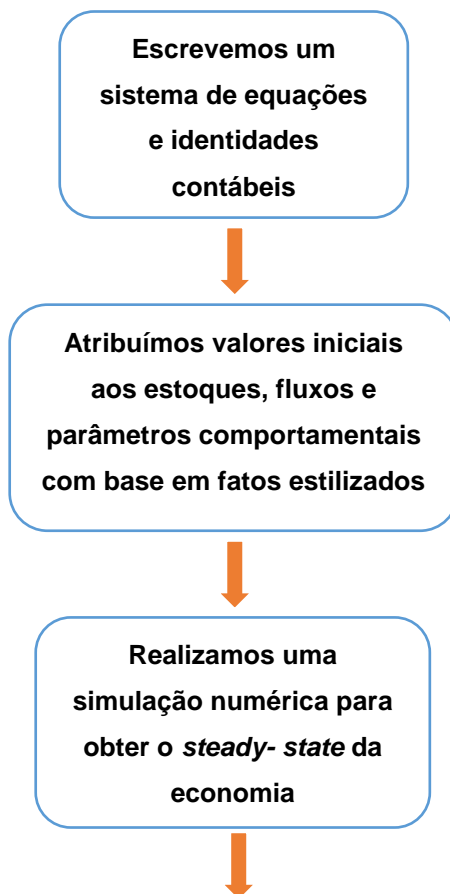 Escrevemos um
sistema de equações
e identidades
contábeis
Atribuímos valores iniciais
aos estoques, fluxos e
parâmetros comportamentais
com base em fatos estilizados
Realizamos uma
simulação numérica para
obter o steady- state da
economia